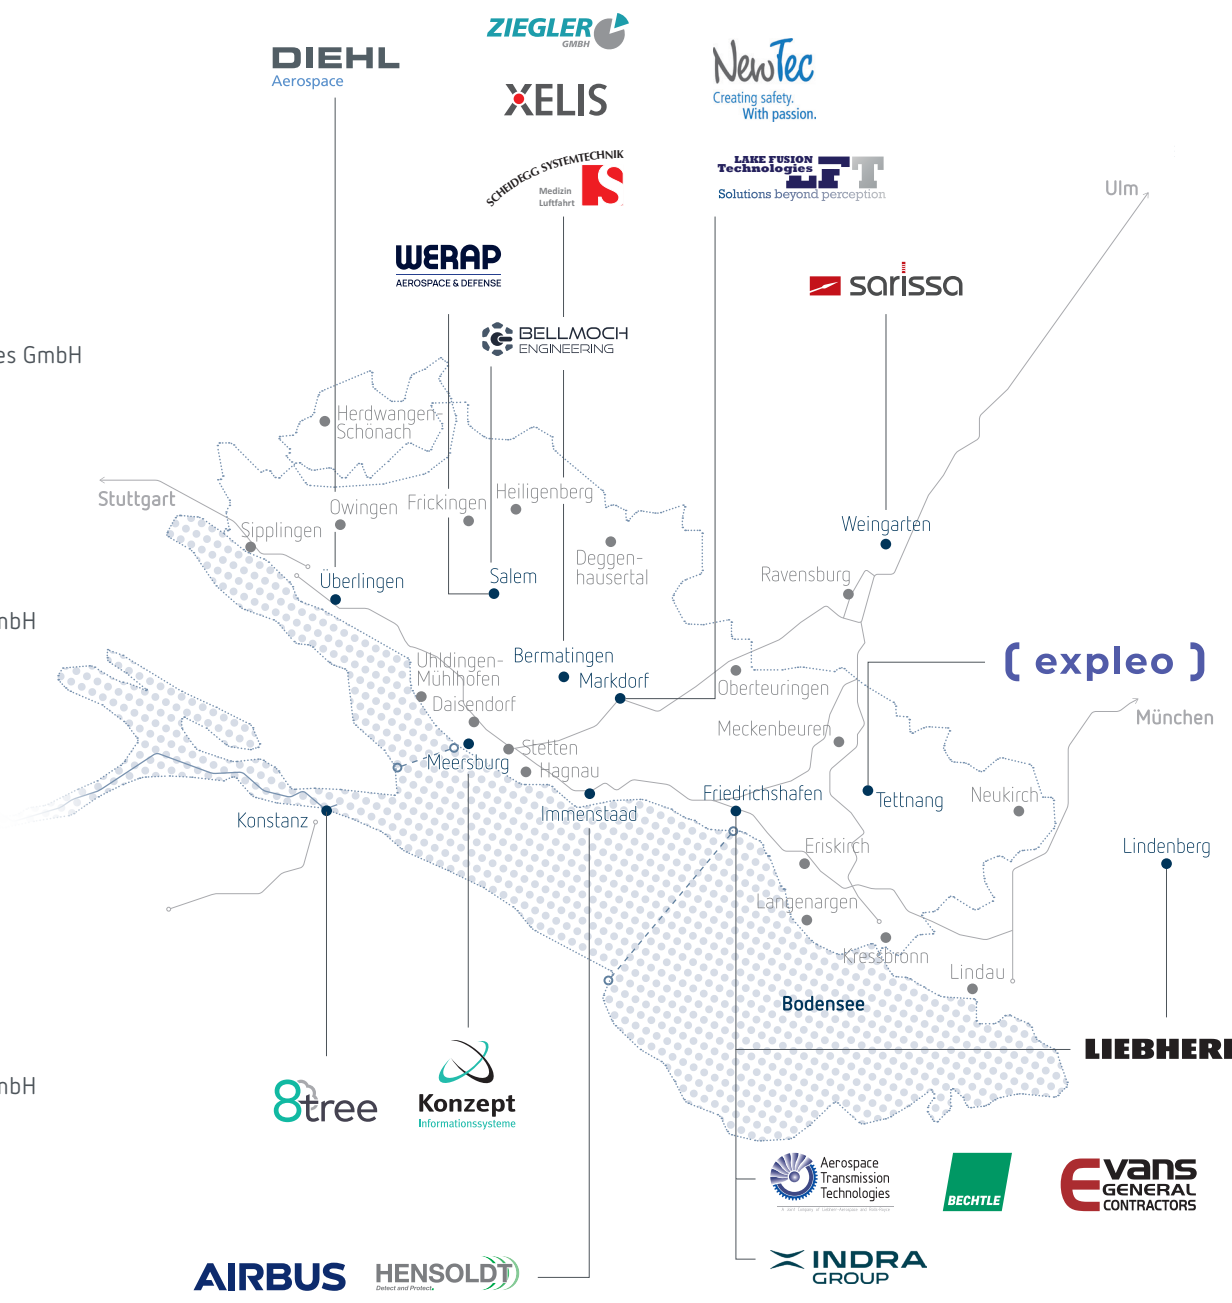 ZIEGLER
GMBH
DIEHL
Aerospace
XELIS
NewTec
Creating safety.
With passion.
SCHEIDEGG SYSTEMTECHNIK
Medizin
Luftfahrt
LAKE FUSION
Technologies
LFT
Solutions beyond perception
Ulm
WERAP
AEROSPACE & DEFENSE
sarissa
BELLMOCH
ENGINEERING
es GmbH
Herdwangen-
Schönach
Stuttgart
Owingen
Frickingen
Heiligenberg
Sipplingen
Weingarten
Deggen-
hausertal
Überlingen
Salem
Ravensburg
mbH
Bermatingen
Uhldingen-
Mühlhofen
Markdorf
Oberteuringen
( expleo )
Daisendorf
München
Meckenbeuren
Stetten
Meersburg
Hagnau
Konstanz
Immenstaad
Friedrichshafen
Tettnang
Neukirch
Eriskirch
Lindenberg
Langenargen
Kressbronn
Lindau
Bodensee
LIEBHERR
mbH
8tree
Konzept
Informationssysteme
Aerospace
Transmission
Technologies
BECHTLE
Evans
GENERAL
CONTRACTORS
AIRBUS
HENSOLDT
Detect and Protect.
INDRA
GROUP